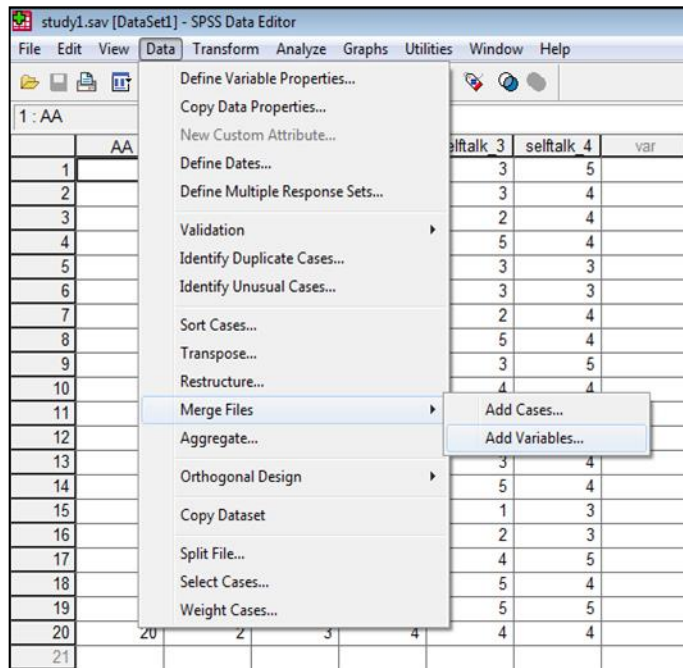 study1.sav [DataSet1] - SPSS Data Editor
File Edit View Data Transform Analyze Graphs Utilities Window Help
1 : AA
AA selftalk_3 selftalk_4 var
1 3 5
2 3 4
3 2 4
4 5 4
5 3 3
6 3 3
7 2 4
8 5 4
9 3 5
10 4 4
11
12
13 3 4
14 5 4
15 1 3
16 2 3
17 4 5
18 5 4
19 5 5
20 20 2 3 4 4 4
21
Define Variable Properties...
Copy Data Properties...
New Custom Attribute...
Define Dates...
Define Multiple Response Sets...
Validation
Identify Duplicate Cases...
Identify Unusual Cases...
Sort Cases...
Transpose...
Restructure...
Merge Files
Aggregate...
Orthogonal Design
Copy Dataset
Split File...
Select Cases...
Weight Cases...
Add Cases...
Add Variables...